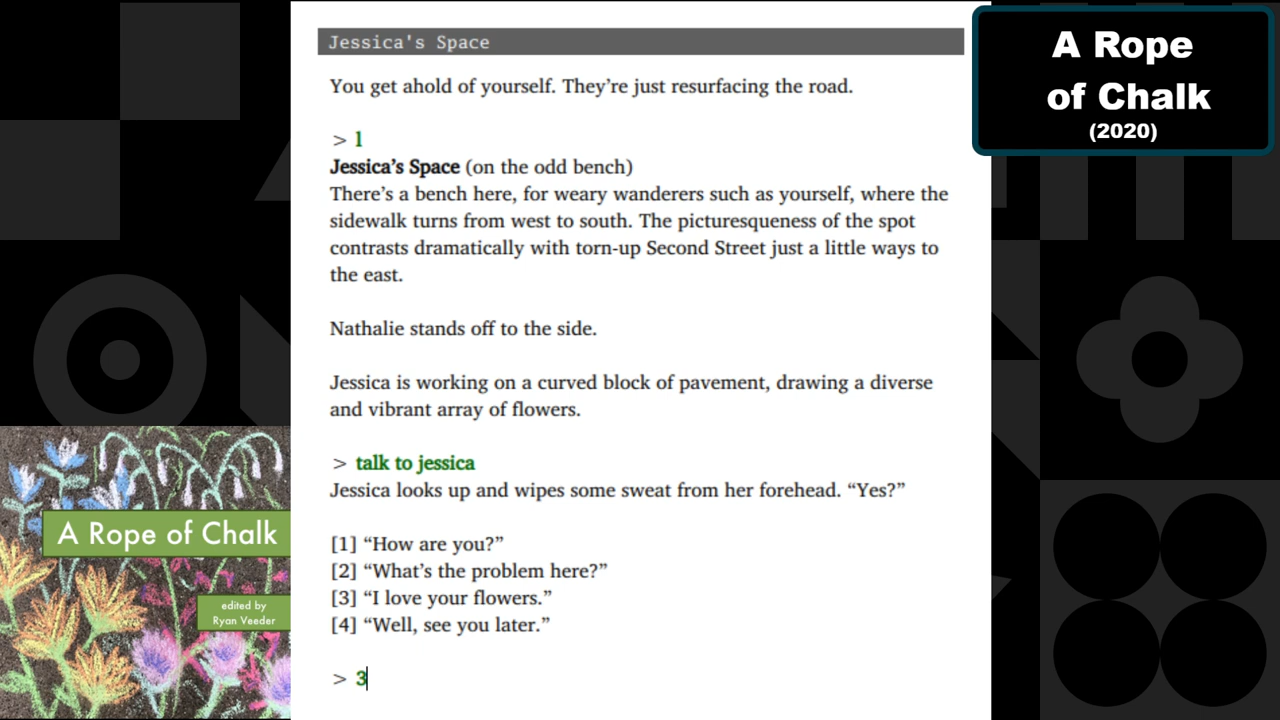 Jessica's Space
You get ahold of yourself. They’re just resurfacing the road.
> l
Jessica’s Space (on the odd bench)
There’s a bench here, for weary wanderers such as yourself, where the
sidewalk turns from west to south. The picturesqueness of the spot
contrasts dramatically with torn-up Second Street just a little ways to
the east.
Nathalie stands off to the side.
Jessica is working on a curved block of pavement, drawing a diverse
and vibrant array of flowers.
> talk to jessica
Jessica looks up and wipes some sweat from her forehead. “Yes?”
[1] “How are you?”
[2] “What’s the problem here?”
[3] “I love your flowers.”
[4] “Well, see you later.”
> 3
A Rope
of Chalk
(2020)
A Rope of Chalk
edited by
Ryan Veeder